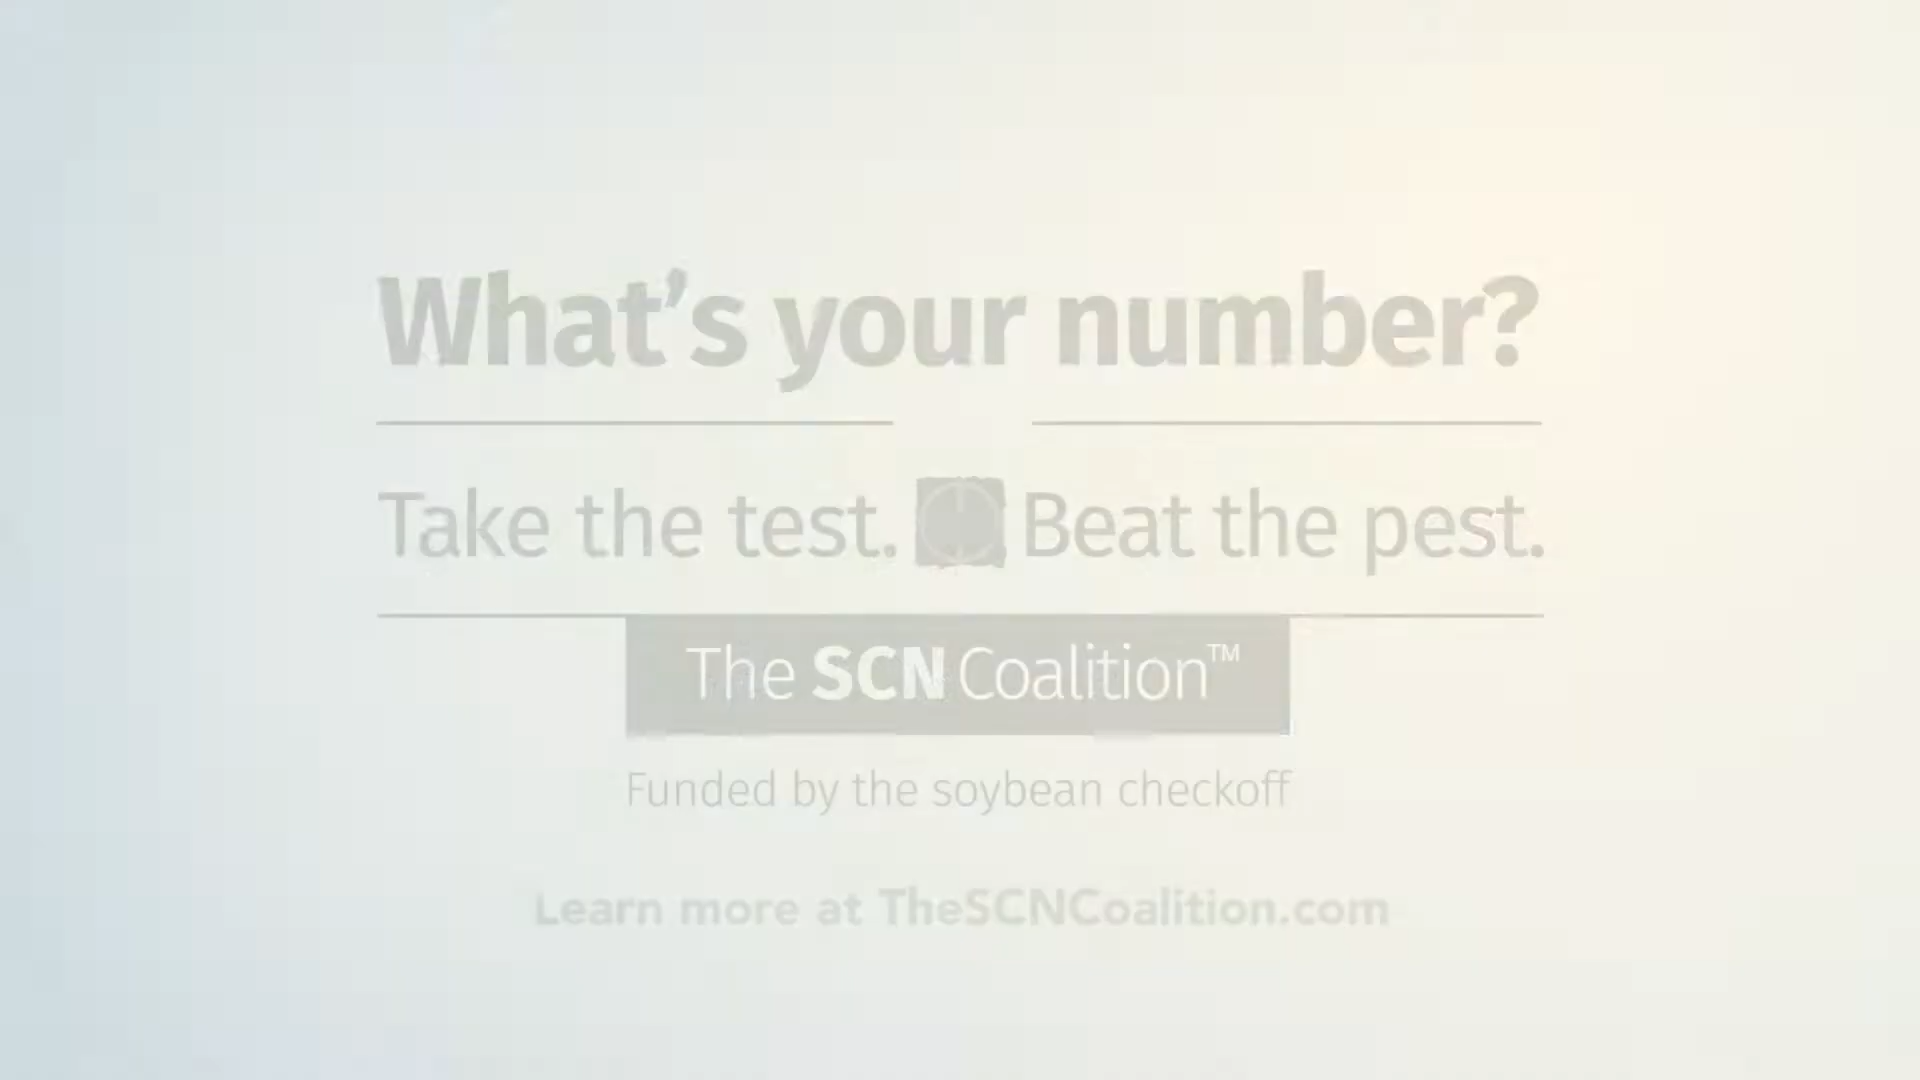 What's your number?
Take the test. Beat the pest.
The SCN Coalition™
Funded by the soybean checkoff
Learn more at TheSCNCoalition.com